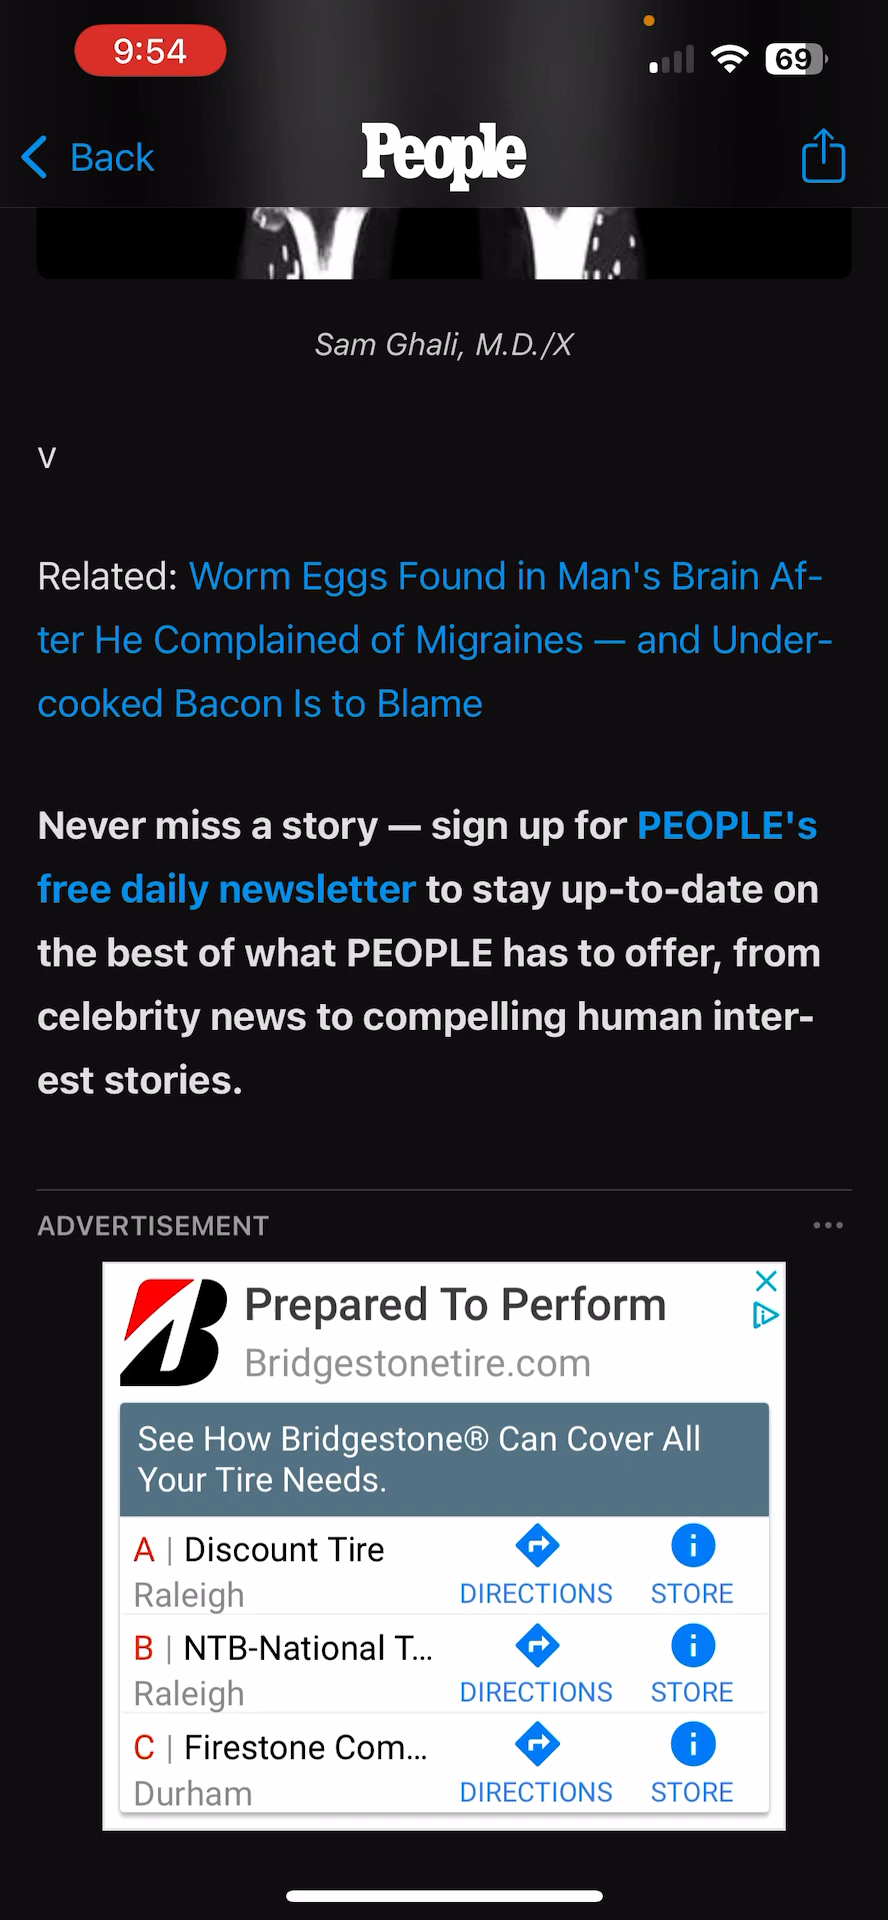 9:54
69
Back
People
Sam Ghali, M.D./X
v
Related: Worm Eggs Found in Man's Brain Af-
ter He Complained of Migraines — and Under-
cooked Bacon Is to Blame
Never miss a story — sign up for PEOPLE's
free daily newsletter to stay up-to-date on
the best of what PEOPLE has to offer, from
celebrity news to compelling human inter-
est stories.
ADVERTISEMENT
Prepared To Perform
Bridgestonetire.com
See How Bridgestone® Can Cover All
Your Tire Needs.
A | Discount Tire
Raleigh
DIRECTIONS
STORE
B | NTB-National T...
Raleigh
DIRECTIONS
STORE
C | Firestone Com...
Durham
DIRECTIONS
STORE